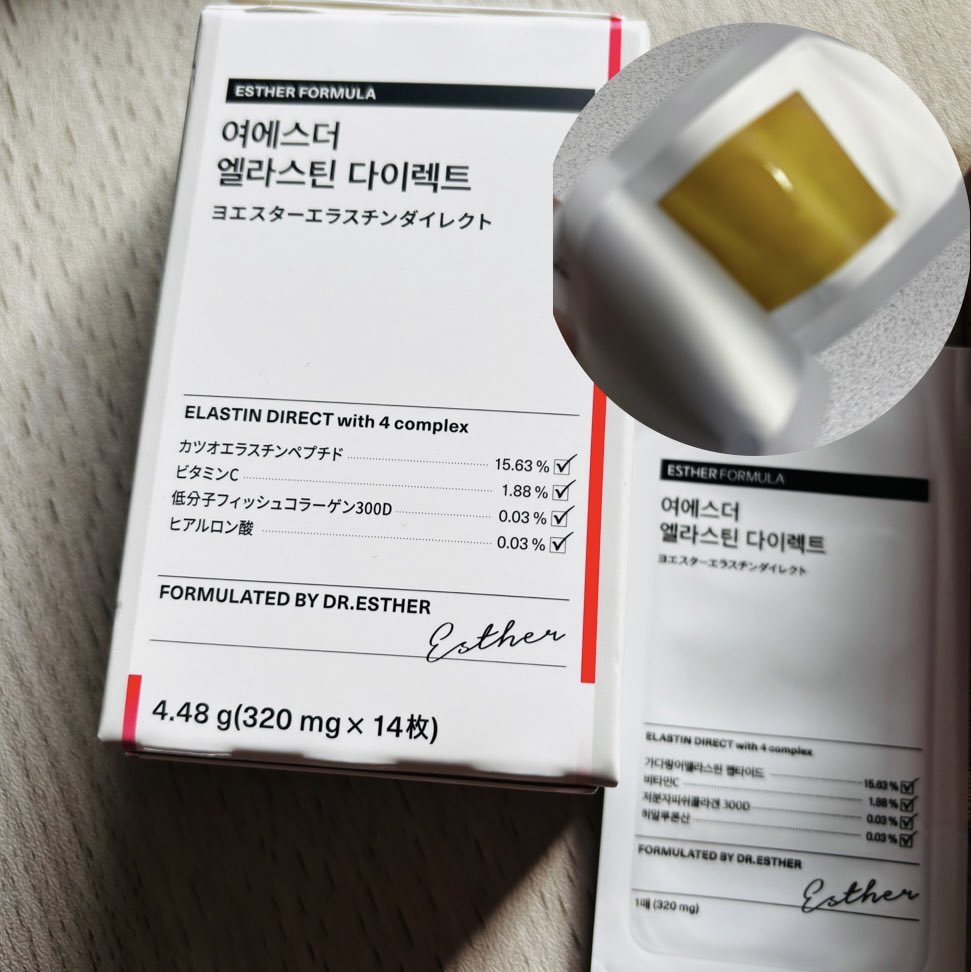 ESTHER FORMULA
여에스더
엘라스틴 다이렉트
ヨエスターエラスチンダイレクト
ELASTIN DIRECT with 4 complex
カツオエラスチンペプチド 15.63 %
ビタミンC 1.88 %
低分子フィッシュコラーゲン300D 0.03 %
ヒアルロン酸 0.03 %
FORMULATED BY DR.ESTHER
Esther
4.48 g(320 mg × 14枚)
ESTHER FORMULA
여에스더
엘라스틴 다이렉트
ヨエスターエラスチンダイレクト
ELASTIN DIRECT with 4 complex
가다랑어엘라스틴 펩타이드 15.63 %
비타민C 1.88 %
저분자피쉬콜라겐 300D 0.03 %
히알루론산 0.03 %
FORMULATED BY DR.ESTHER
Esther
1매 (320 mg)